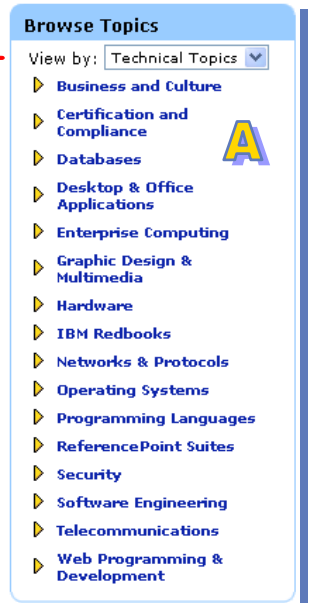 Browse Topics
View by: Technical Topics
Business and Culture
Certification and
Compliance
A
Databases
Desktop & Office
Applications
Enterprise Computing
Graphic Design &
Multimedia
Hardware
IBM Redbooks
Networks & Protocols
Operating Systems
Programming Languages
ReferencePoint Suites
Security
Software Engineering
Telecommunications
Web Programming &
Development